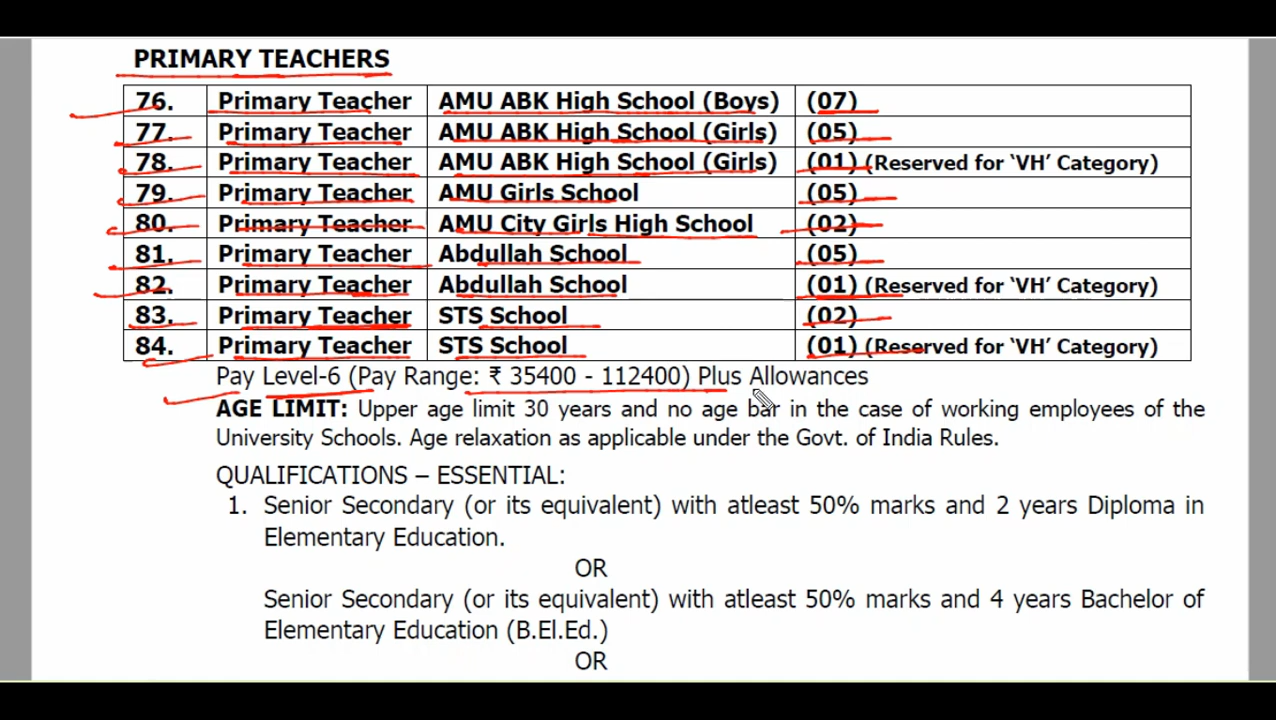 PRIMARY TEACHERS
76. Primary Teacher AMU ABK High School (Boys) (07)
77. Primary Teacher AMU ABK High School (Girls) (05)
78. Primary Teacher AMU ABK High School (Girls) (01) (Reserved for ‘VH’ Category)
79. Primary Teacher AMU Girls School (05)
80. Primary Teacher AMU City Girls High School (02)
81. Primary Teacher Abdullah School (05)
82. Primary Teacher Abdullah School (01) (Reserved for ‘VH’ Category)
83. Primary Teacher STS School (02)
84. Primary Teacher STS School (01) (Reserved for ‘VH’ Category)
Pay Level-6 (Pay Range: ₹ 35400 - 112400) Plus Allowances
AGE LIMIT: Upper age limit 30 years and no age bar in the case of working employees of the
University Schools. Age relaxation as applicable under the Govt. of India Rules.
QUALIFICATIONS – ESSENTIAL:
1. Senior Secondary (or its equivalent) with atleast 50% marks and 2 years Diploma in
Elementary Education.
OR
Senior Secondary (or its equivalent) with atleast 50% marks and 4 years Bachelor of
Elementary Education (B.El.Ed.)
OR